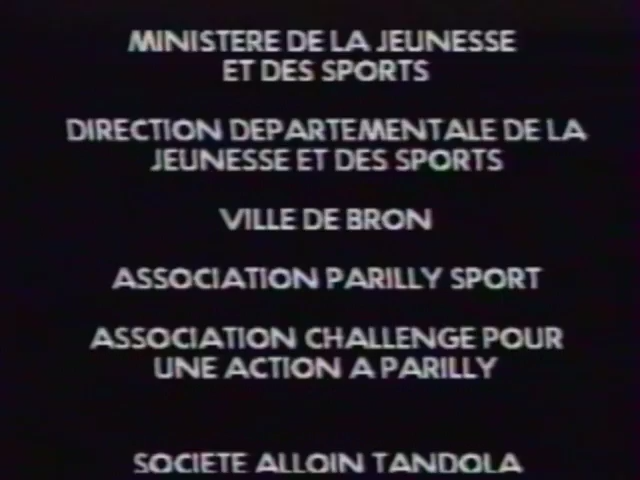 MINISTERE DE LA JEUNESSE
ET DES SPORTS
DIRECTION DEPARTEMENTALE DE LA
JEUNESSE ET DES SPORTS
VILLE DE BRON
ASSOCIATION PARILLY SPORT
ASSOCIATION CHALLENGE POUR
UNE ACTION A PARILLY
SOCIETE ALLOIN TANDOLA